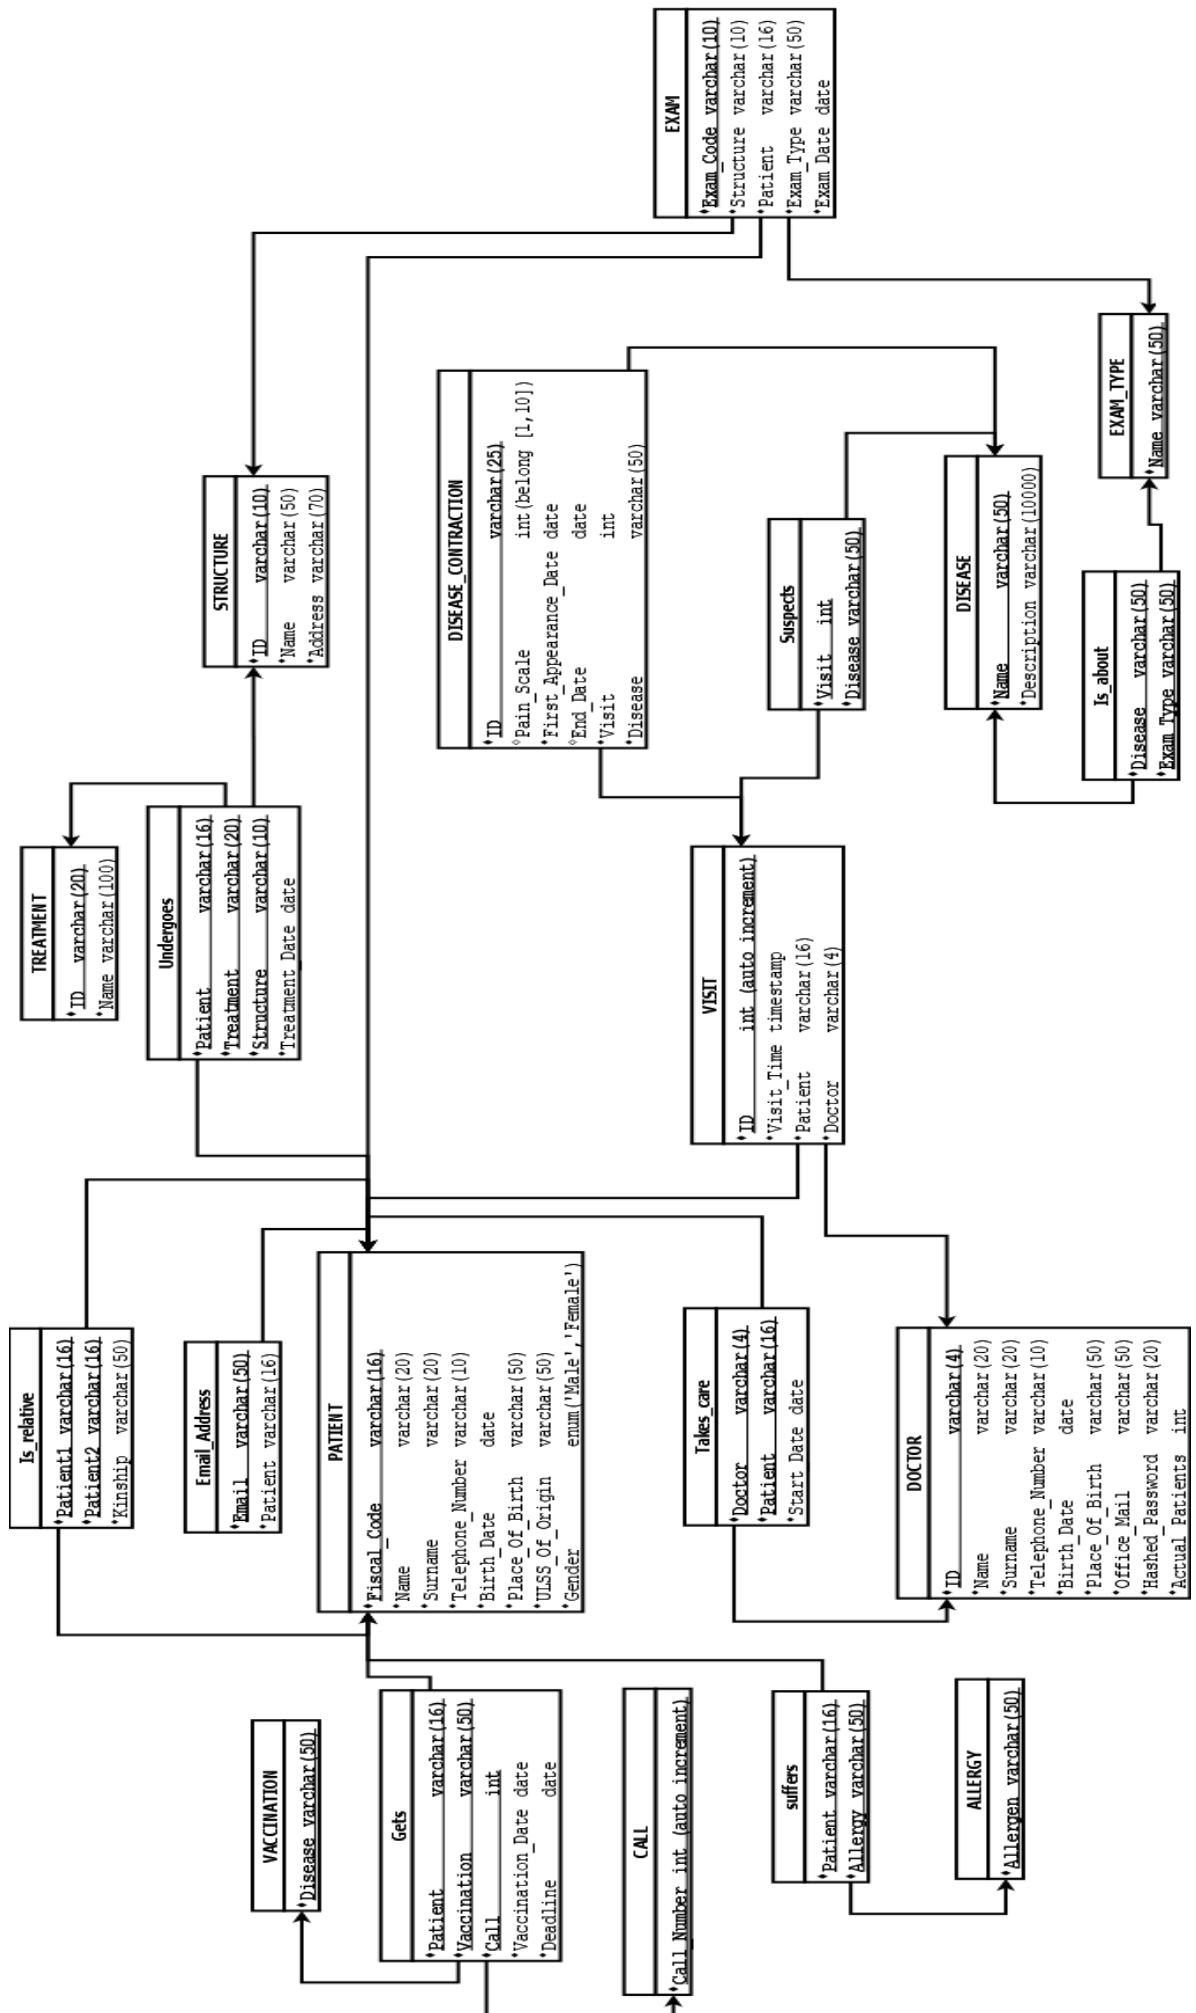 VACCINATION
*Disease varchar(50)
Gets
*Patient varchar(16)
*Vaccination varchar(50)
*Call int
*Vaccination_Date date
*Deadline date
CALL
*Call_Number int (auto increment)
suffers
*Patient varchar(16)
*Allergy varchar(50)
ALLERGY
*Allergen varchar(50)
Is_relative
*Patient1 varchar(16)
*Patient2 varchar(16)
*Kinship varchar(50)
Email_Address
*Email varchar(50)
*Patient varchar(16)
PATIENT
*Fiscal_Code varchar(16)
*Name varchar(20)
*Surname varchar(20)
*Telephone_Number varchar(10)
*Birth_Date date
*Place_Of_Birth varchar(50)
*ULSS_Of_Origin varchar(50)
*Gender enum('Male','Female')
Takes_care
*Doctor varchar(4)
*Patient varchar(16)
*Start_Date date
DOCTOR
*ID varchar(4)
*Name varchar(20)
*Surname varchar(20)
*Telephone_Number varchar(10)
*Birth_Date date
*Place_Of_Birth varchar(50)
*Office_Mail varchar(50)
*Hashed_Password varchar(20)
*Actual_Patients int
TREATMENT
*ID varchar(20)
*Name varchar(100)
Undergoes
*Patient varchar(16)
*Treatment varchar(20)
*Structure varchar(10)
*Treatment_Date date
VISIT
*ID int (auto increment)
*Visit_Time timestamp
*Patient varchar(16)
*Doctor varchar(4)
STRUCTURE
*ID varchar(10)
*Name varchar(50)
*Address varchar(70)
DISEASE_CONTRACTION
*ID varchar(25)
◇Pain_Scale int(belong [1,10])
*First_Appearance_Date date
◇End_Date date
*Visit int
*Disease varchar(50)
Suspects
*Visit int
*Disease varchar(50)
DISEASE
*Name varchar(50)
*Description varchar(10000)
Is_about
*Disease varchar(50)
*Exam_Type varchar(50)
EXAM
*Exam_Code varchar(10)
*Structure varchar(10)
*Patient varchar(16)
*Exam_Type varchar(50)
*Exam_Date date
EXAM_TYPE
*Name varchar(50)